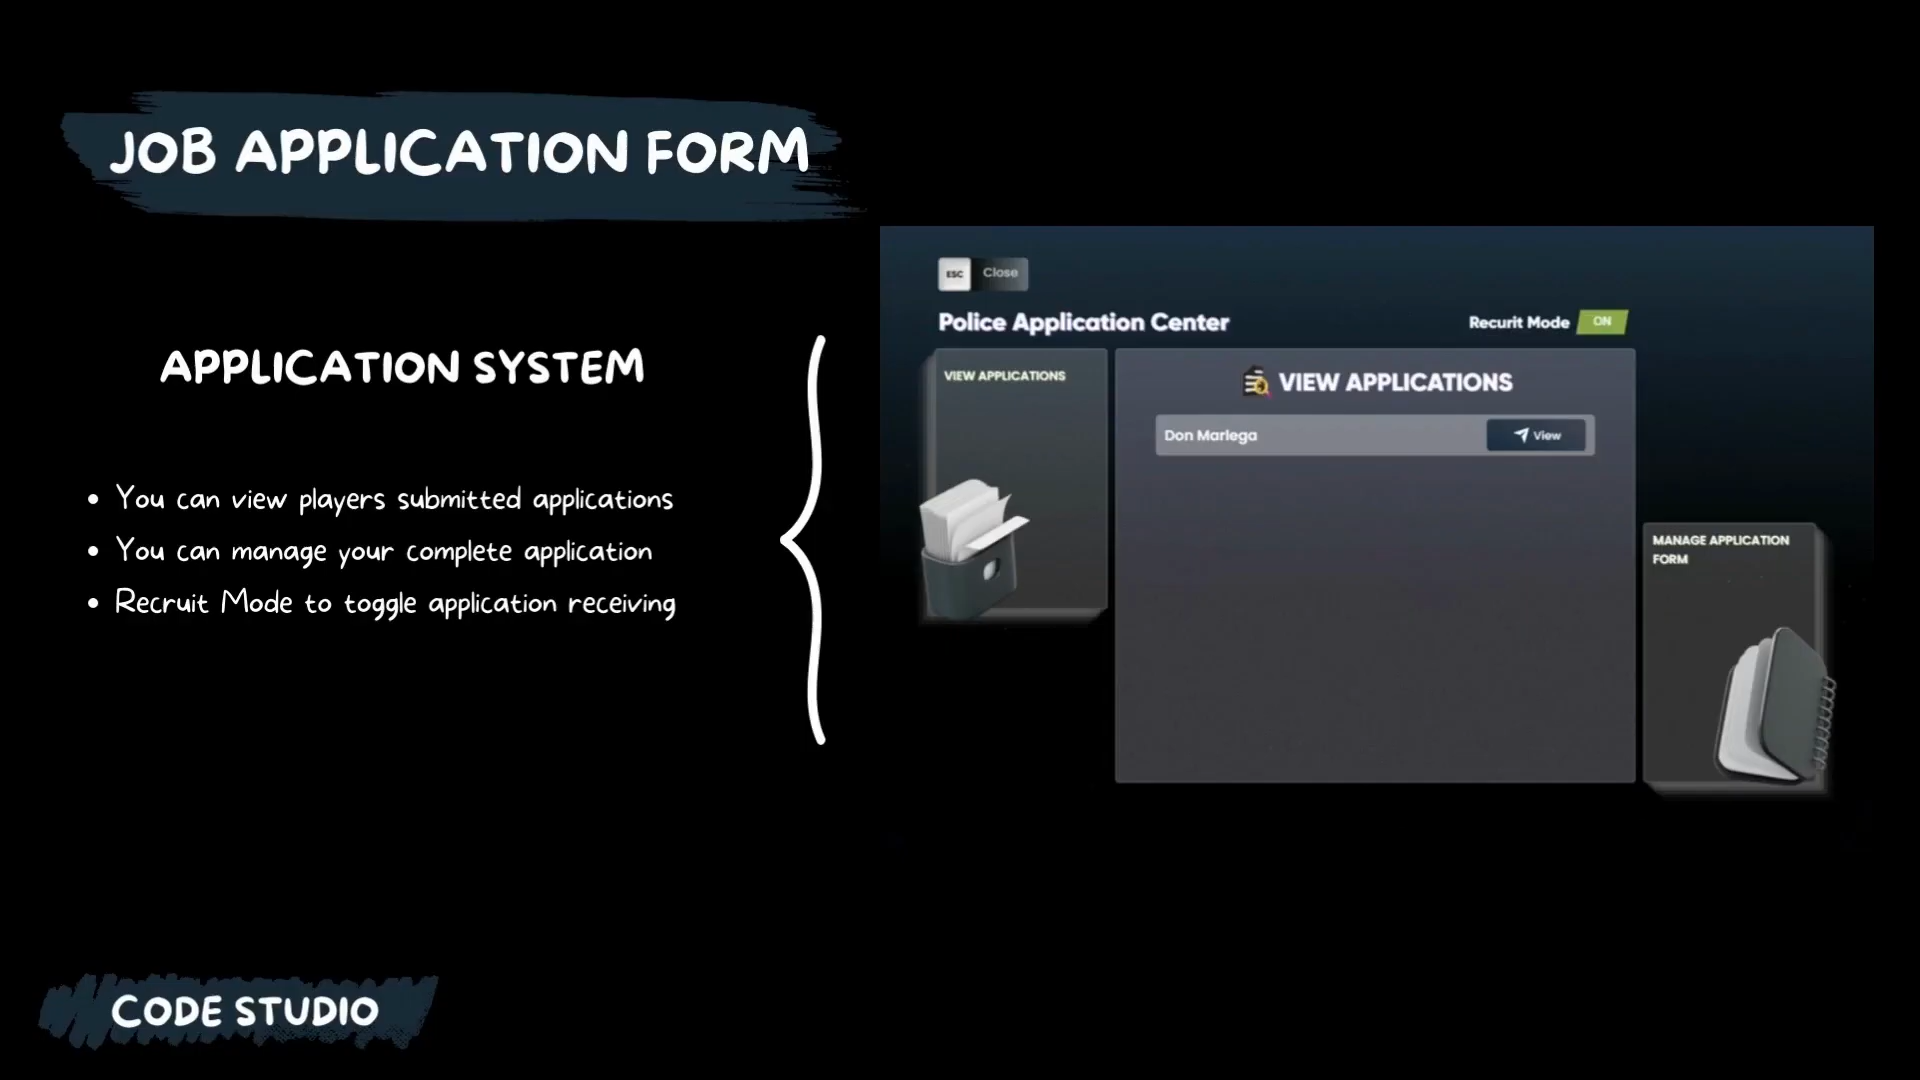 JOB APPLICATION FORM
APPLICATION SYSTEM
• You can view players submitted applications
• You can manage your complete application
• Recruit Mode to toggle application receiving
ESC Close
Police Application Center
Recurit Mode ON
VIEW APPLICATIONS
VIEW APPLICATIONS
Don Marlega
View
MANAGE APPLICATION
FORM
CODE STUDIO